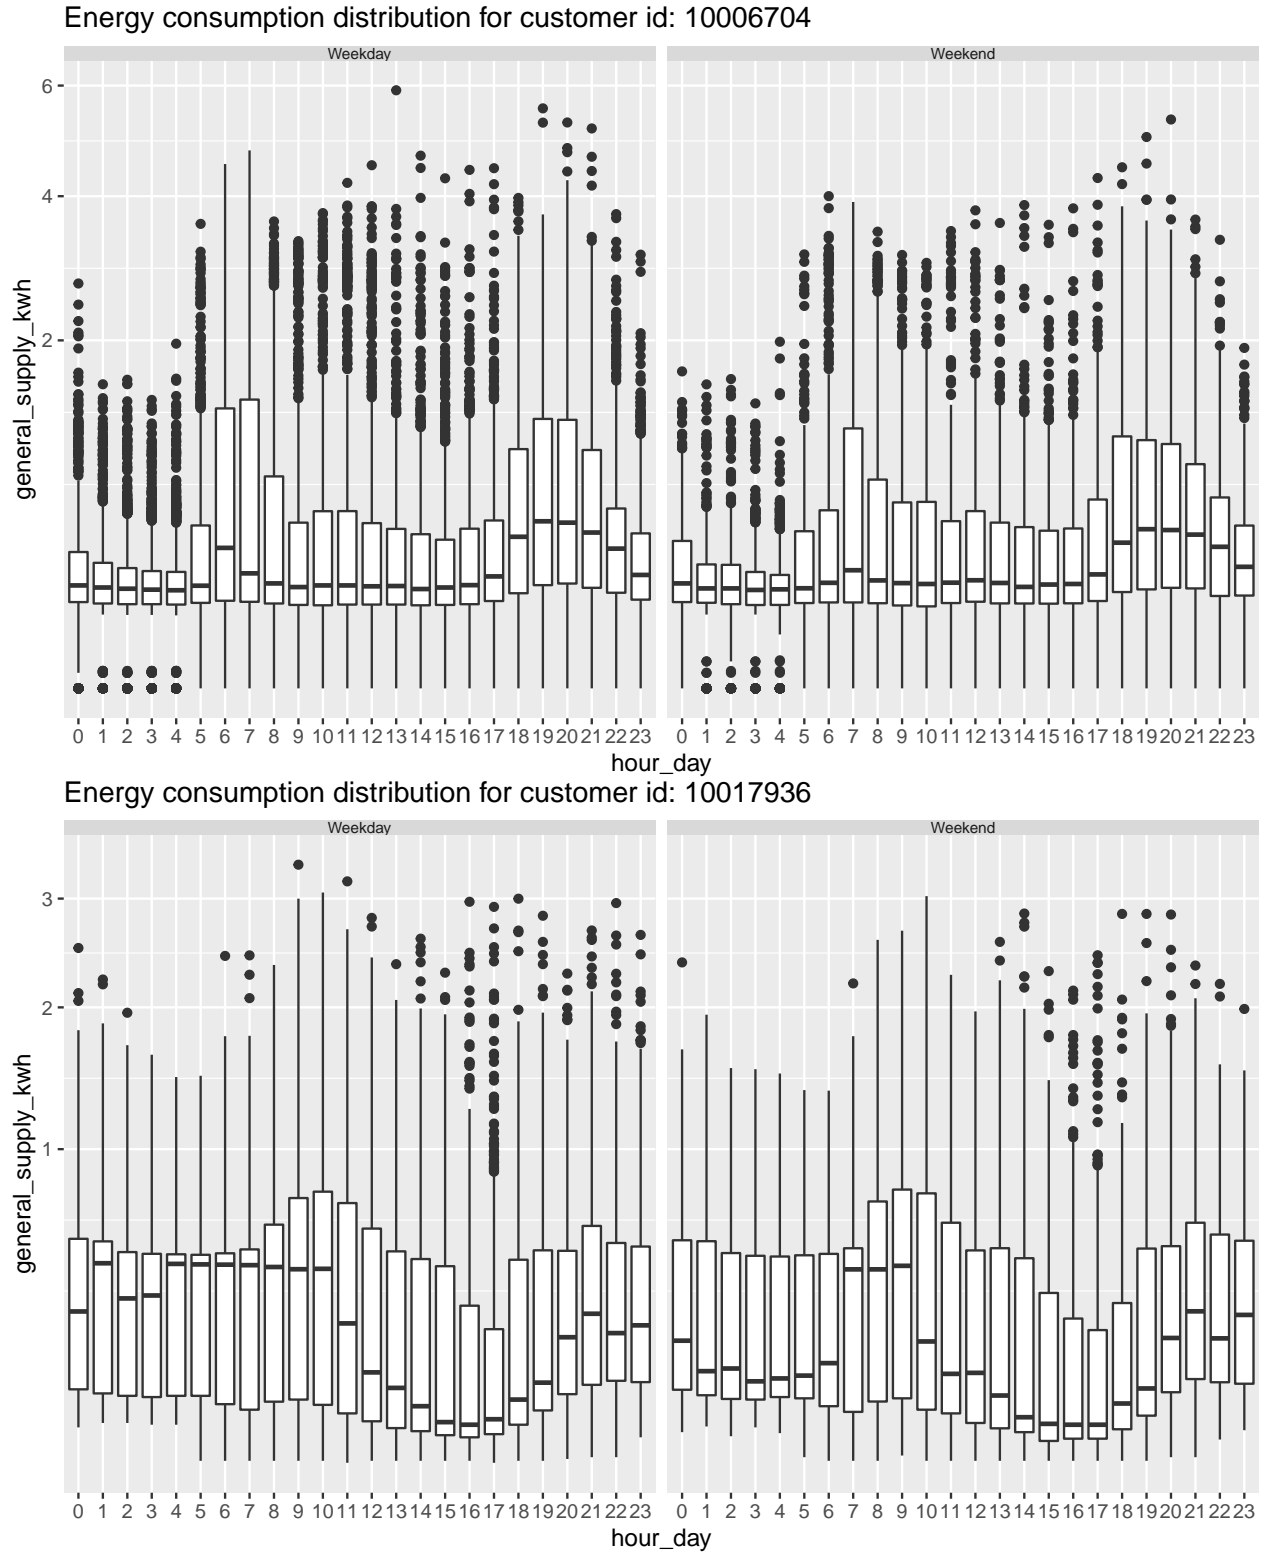 Energy consumption distribution for customer id: 10006704
Weekday Weekend
6
4
2
general_supply_kwh
0 1 2 3 4 5 6 7 8 9 10 11 12 13 14 15 16 17 18 19 20 21 22 23 0 1 2 3 4 5 6 7 8 9 10 11 12 13 14 15 16 17 18 19 20 21 22 23
hour_day
Energy consumption distribution for customer id: 10017936
Weekday Weekend
3
2
1
general_supply_kwh
0 1 2 3 4 5 6 7 8 9 10 11 12 13 14 15 16 17 18 19 20 21 22 23 0 1 2 3 4 5 6 7 8 9 10 11 12 13 14 15 16 17 18 19 20 21 22 23
hour_day